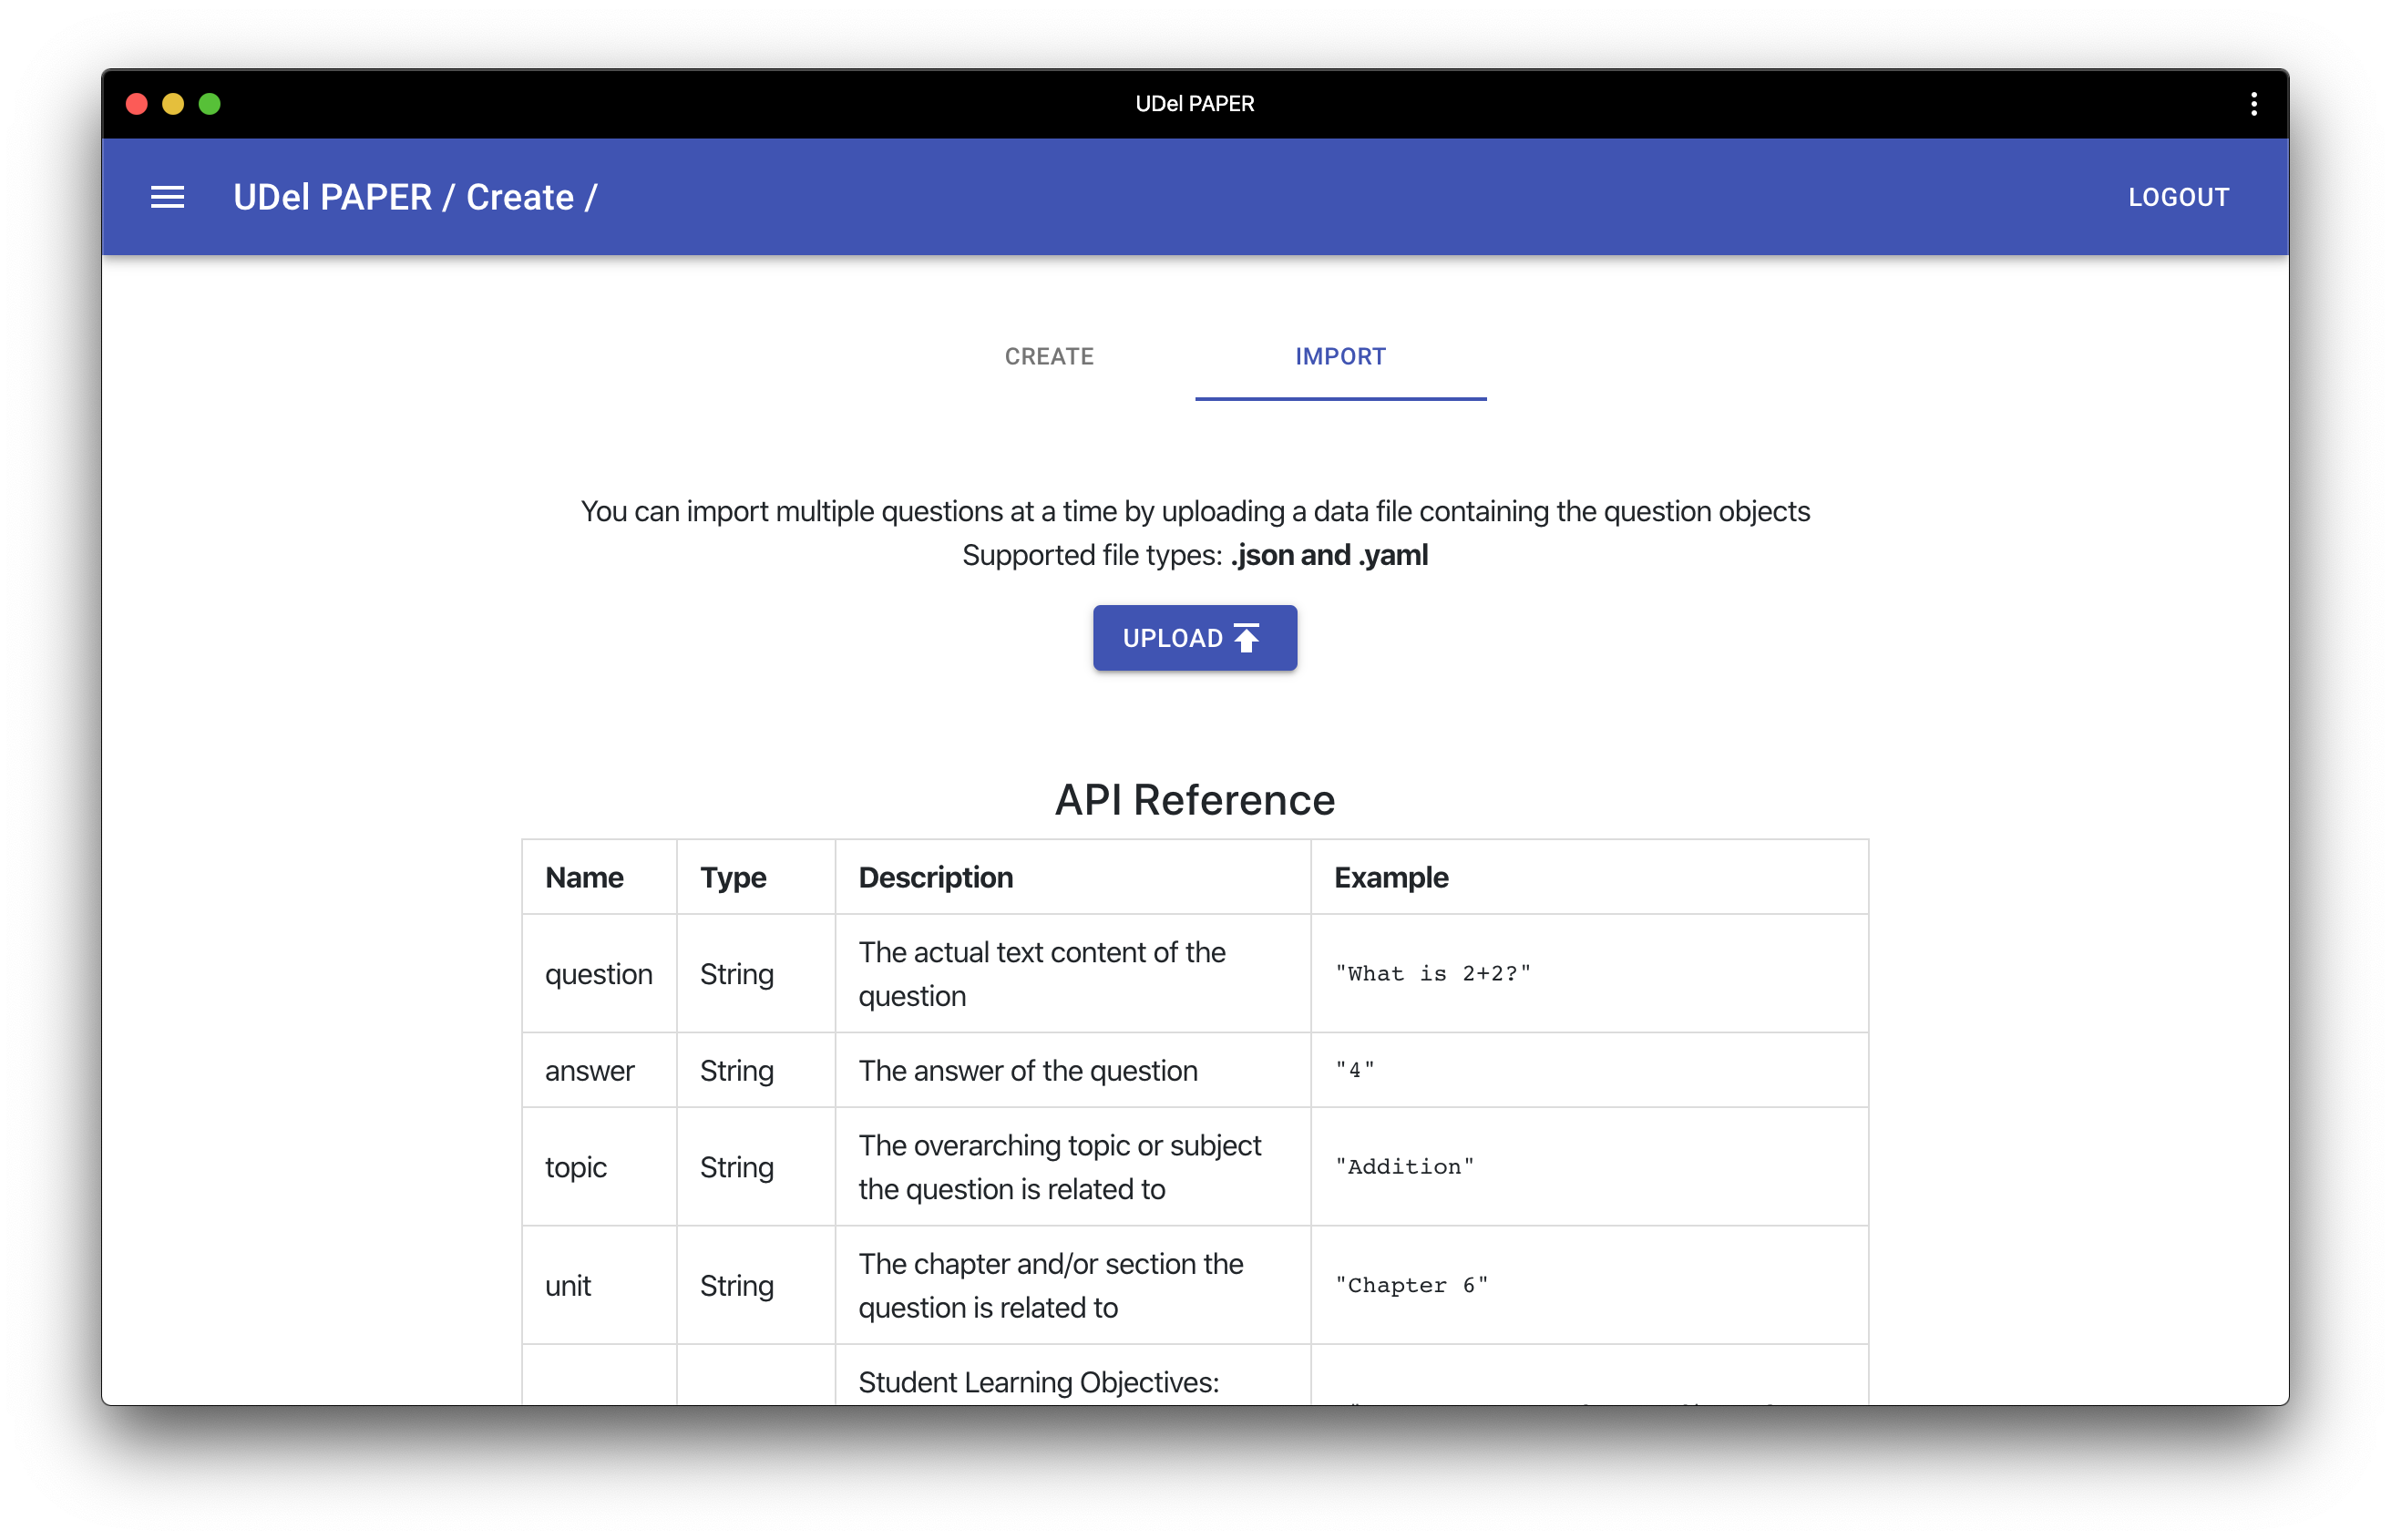 UDel PAPER
UDel PAPER / Create /
LOGOUT
CREATE
IMPORT
You can import multiple questions at a time by uploading a data file containing the question objects
Supported file types: .json and .yaml
UPLOAD
API Reference
Name
Type
Description
Example
question
String
The actual text content of the
question
"What is 2+2?"
answer
String
The answer of the question
"4"
topic
String
The overarching topic or subject
the question is related to
"Addition"
unit
String
The chapter and/or section the
question is related to
"Chapter 6"
Student Learning Objectives: